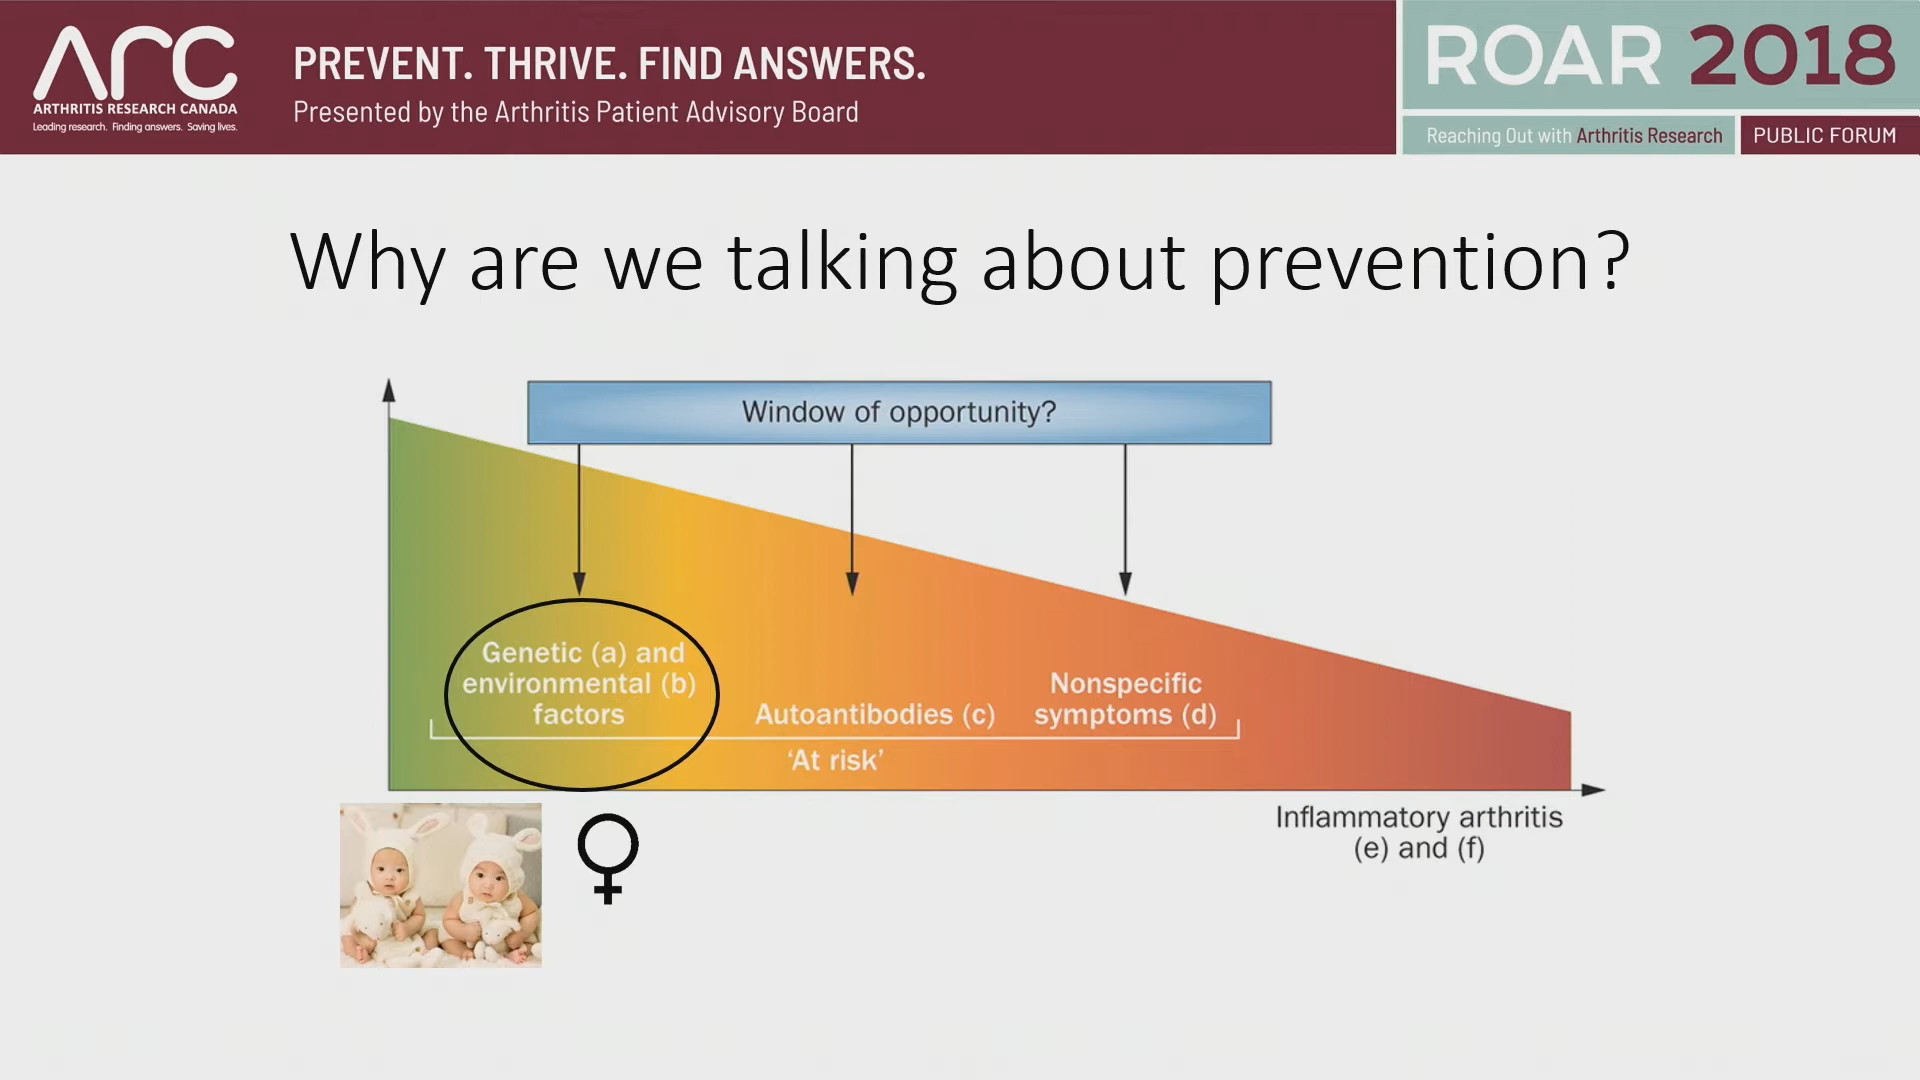 ARC
ARTHRITIS RESEARCH CANADA
Leading research. Finding answers. Saving lives.
PREVENT. THRIVE. FIND ANSWERS.
Presented by the Arthritis Patient Advisory Board
ROAR 2018
Reaching Out with Arthritis Research
PUBLIC FORUM
Why are we talking about prevention?
Window of opportunity?
Genetic (a) and
environmental (b)
factors
Autoantibodies (c)
Nonspecific
symptoms (d)
‘At risk’
Inflammatory arthritis
(e) and (f)